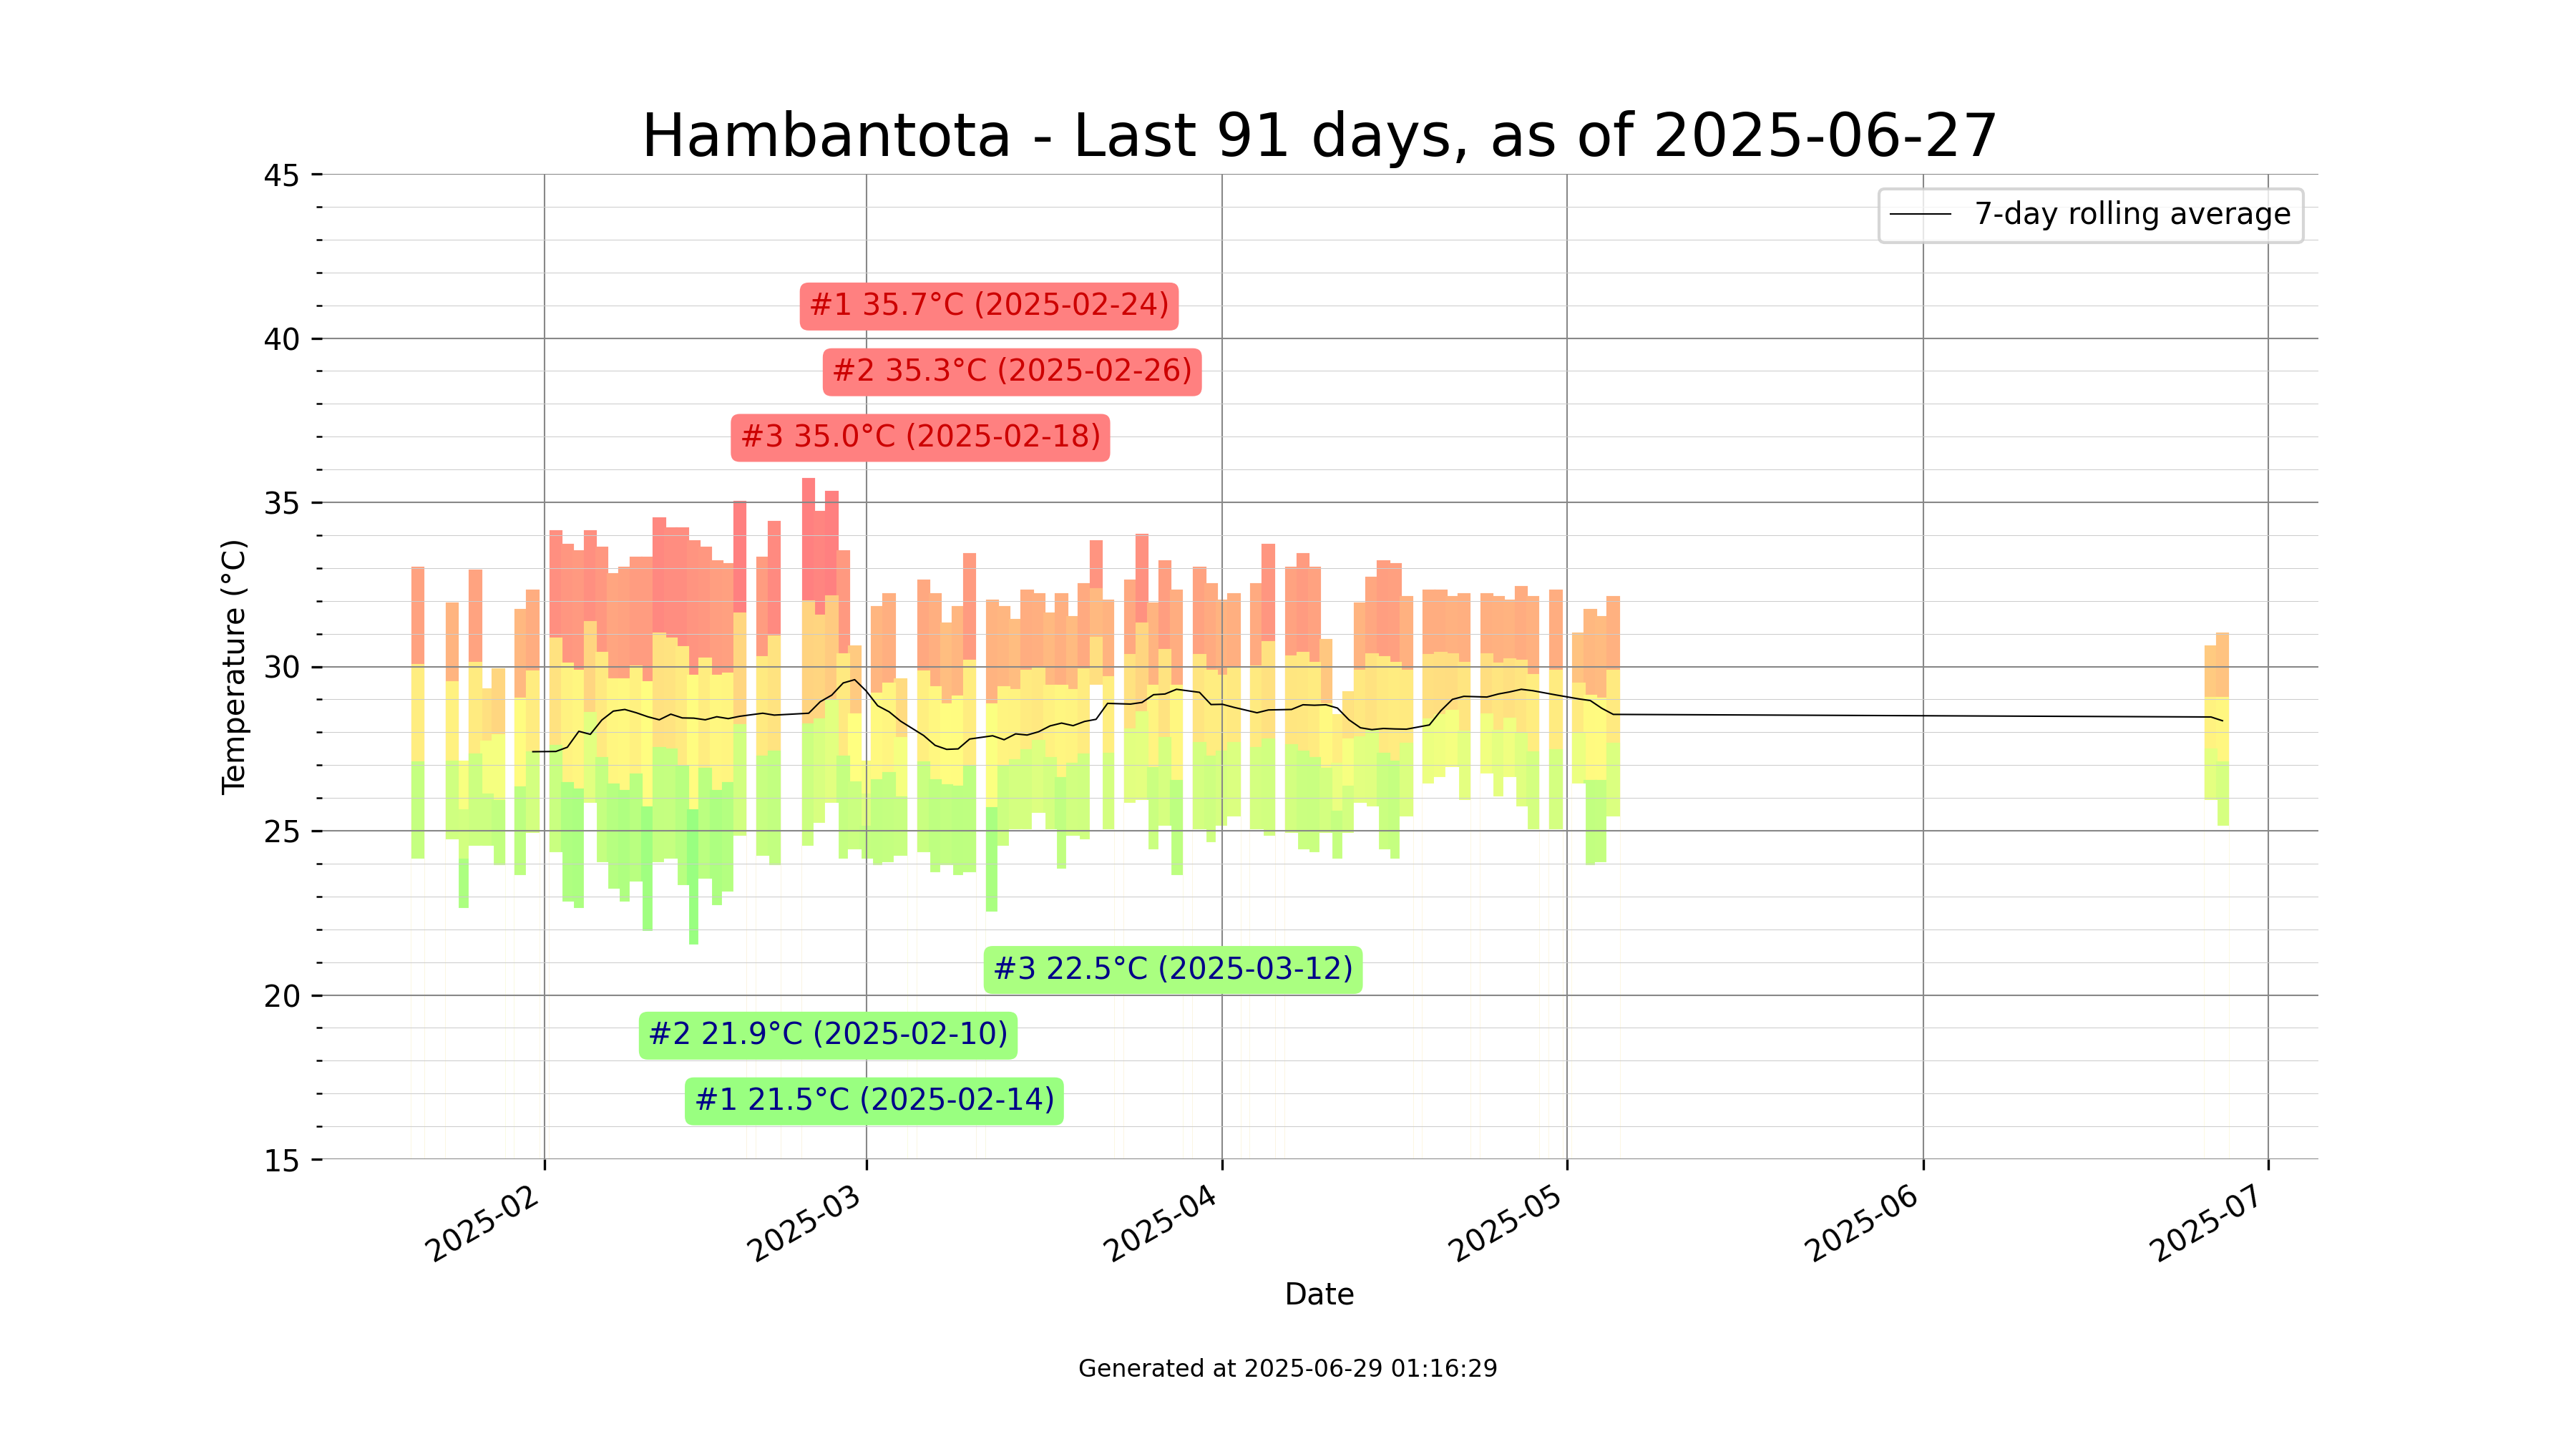 Hambantota - Last 91 days, as of 2025-06-27
45
7-day rolling average
#1 35.7°C (2025-02-24)
40
#2 35.3°C (2025-02-26)
#3 35.0°C (2025-02-18)
35
Temperature (°C)
30
25
#3 22.5°C (2025-03-12)
20
#2 21.9°C (2025-02-10)
#1 21.5°C (2025-02-14)
15
2025-02
2025-03
2025-04
2025-05
2025-06
2025-07
Date
Generated at 2025-06-29 01:16:29